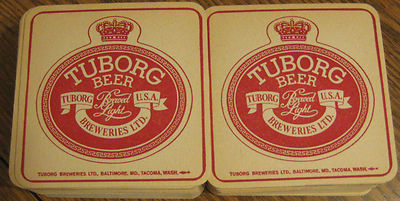 TUBORG
BEER
TUBORG Brewed Light U.S.A.
BREWERIES LTD.
TUBORG BREWERIES LTD., BALTIMORE, MD., TACOMA, WASH.
TUBORG
BEER
TUBORG Brewed Light U.S.A.
BREWERIES LTD.
TUBORG BREWERIES LTD., BALTIMORE, MD., TACOMA, WASH.